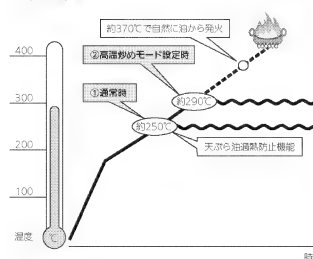 約370℃で自然に油から発火
400
②高温炒めモード設定時
①通常時
300
約290℃
約250℃
200
天ぷら油過熱防止機能
100
温度
℃
時